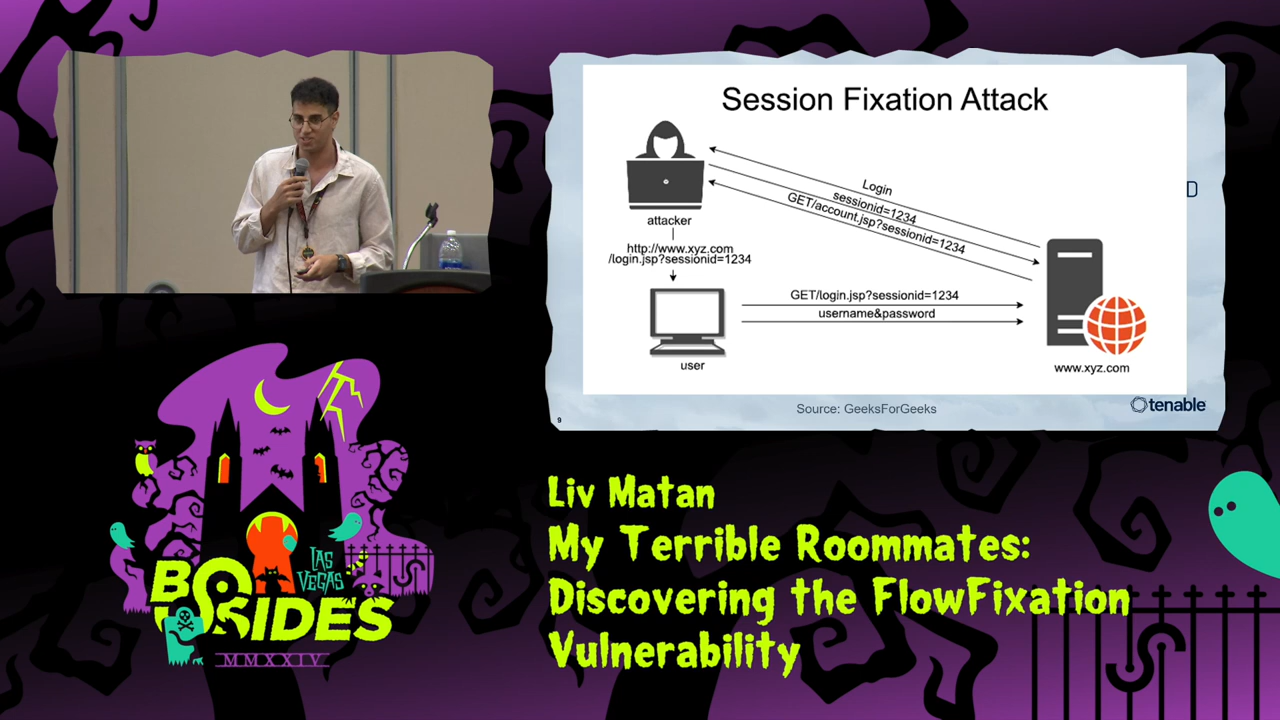 Session Fixation Attack
Login
sessionid=1234
GET/account.jsp?sessionid=1234
attacker
http://www.xyz.com
/login.jsp?sessionid=1234
GET/login.jsp?sessionid=1234
username&password
user
www.xyz.com
D
Source: GeeksForGeeks
9
tenable
BSIDES
LAS
VEGAS
MMXXIV
Liv Matan
My Terrible Roommates:
Discovering the FlowFixation
Vulnerability